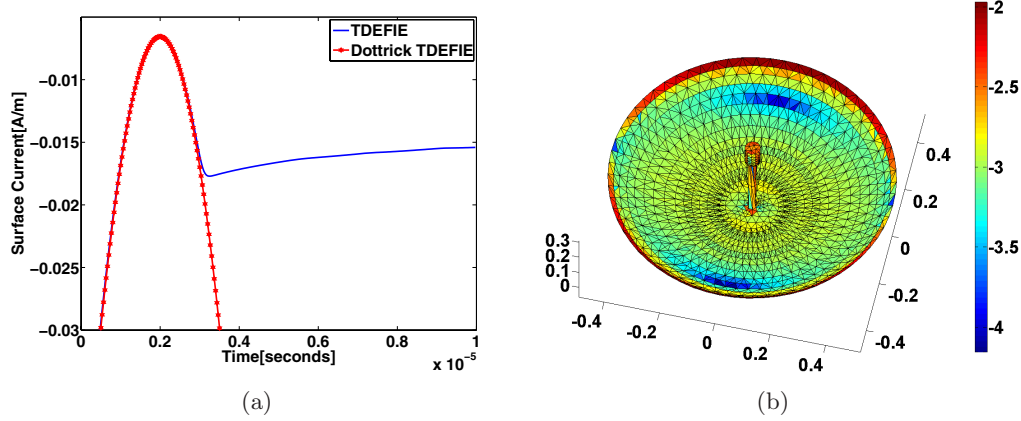 TDEFIE
Dottrick TDEFIE
Surface Current[A/m]
−0.01
−0.015
−0.02
−0.025
−0.03
0 0.2 0.4 0.6 0.8 1
Time[seconds]
x 10⁻⁵
(a)
-2
-2.5
-3
-3.5
-4
0.4
0.2
0
-0.2
-0.4
0.3
0.2
0.1
0
-0.4 -0.2 0 0.2 0.4
(b)